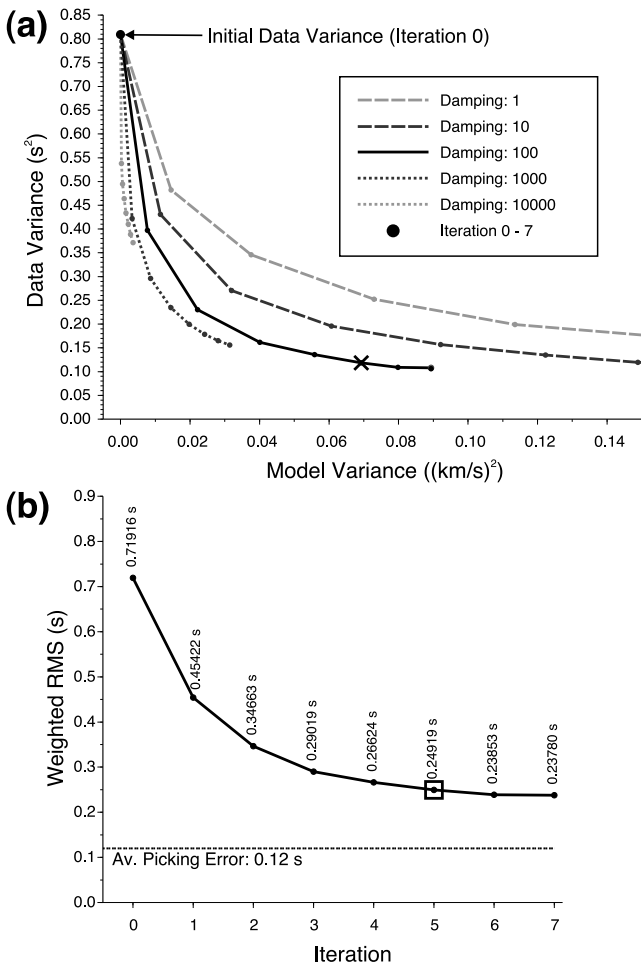 (a)
0.85
0.80
0.75
0.70
0.65
0.60
0.55
0.50
0.45
0.40
0.35
0.30
0.25
0.20
0.15
0.10
0.05
0.00
Data Variance (s²)
Initial Data Variance (Iteration 0)
Damping: 1
Damping: 10
Damping: 100
Damping: 1000
Damping: 10000
Iteration 0 - 7
0.00 0.02 0.04 0.06 0.08 0.10 0.12 0.14
Model Variance ((km/s)²)
(b)
0.9
0.8
0.7
0.6
0.5
0.4
0.3
0.2
0.1
0.0
Weighted RMS (s)
0.71916 s
0.45422 s
0.34663 s
0.29019 s
0.26624 s
0.24919 s
0.23853 s
0.23780 s
Av. Picking Error: 0.12 s
0 1 2 3 4 5 6 7
Iteration